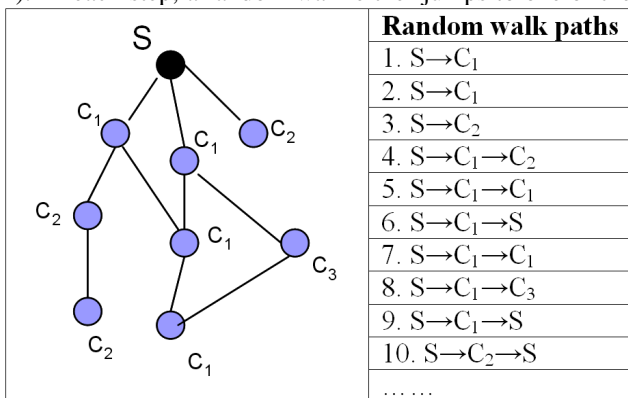 S
C₁
C₁
C₂
C₂
C₁
C₃
C₂
C₁
Random walk paths
1. S→C₁
2. S→C₁
3. S→C₂
4. S→C₁→C₂
5. S→C₁→C₁
6. S→C₁→S
7. S→C₁→C₁
8. S→C₁→C₃
9. S→C₁→S
10. S→C₂→S
……